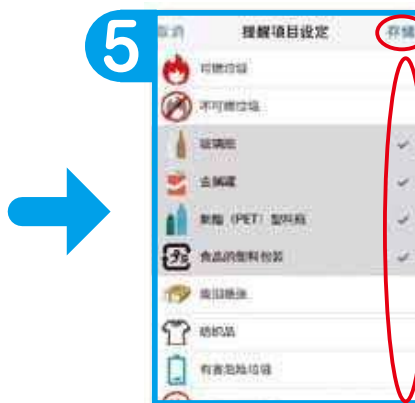 5
取消 提醒項目设定 存储
可燃垃圾
不可燃垃圾
玻璃瓶
金属罐
聚酯（PET）塑料瓶
食品的塑料包装
废旧纸张
纺织品
有害危险垃圾